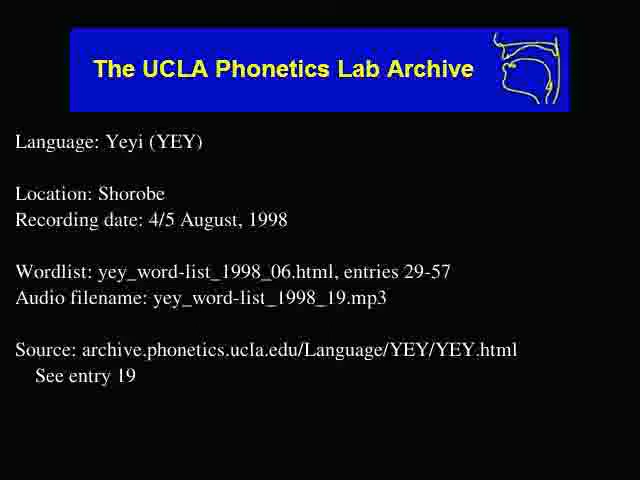 The UCLA Phonetics Lab Archive
Language: Yeyi (YEY)
Location: Shorobe
Recording date: 4/5 August, 1998
Wordlist: yey_word-list_1998_06.html, entries 29-57
Audio filename: yey_word-list_1998_19.mp3
Source: archive.phonetics.ucla.edu/Language/YEY/YEY.html
See entry 19